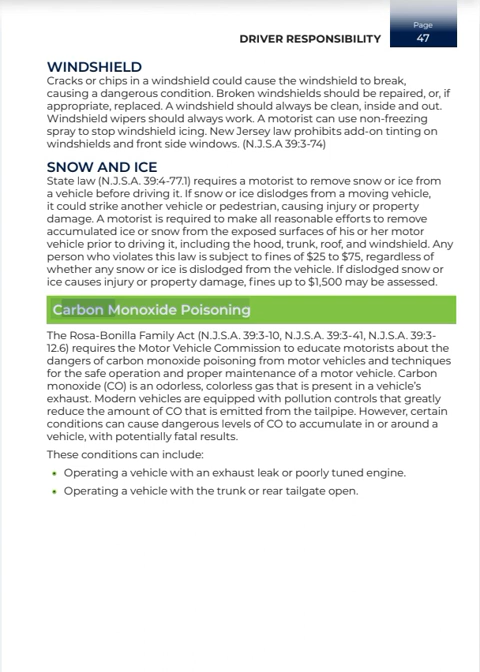 Page
DRIVER RESPONSIBILITY 47
WINDSHIELD
Cracks or chips in a windshield could cause the windshield to break,
causing a dangerous condition. Broken windshields should be repaired, or, if
appropriate, replaced. A windshield should always be clean, inside and out.
Windshield wipers should always work. A motorist can use non-freezing
spray to stop windshield icing. New Jersey law prohibits add-on tinting on
windshields and front side windows. (N.J.S.A 39:3-74)
SNOW AND ICE
State law (N.J.S.A. 39:4-77.1) requires a motorist to remove snow or ice from
a vehicle before driving it. If snow or ice dislodges from a moving vehicle,
it could strike another vehicle or pedestrian, causing injury or property
damage. A motorist is required to make all reasonable efforts to remove
accumulated ice or snow from the exposed surfaces of his or her motor
vehicle prior to driving it, including the hood, trunk, roof, and windshield. Any
person who violates this law is subject to fines of $25 to $75, regardless of
whether any snow or ice is dislodged from the vehicle. If dislodged snow or
ice causes injury or property damage, fines up to $1,500 may be assessed.
Carbon Monoxide Poisoning
The Rosa-Bonilla Family Act (N.J.S.A. 39:3-10, N.J.S.A. 39:3-41, N.J.S.A. 39:3-
12.6) requires the Motor Vehicle Commission to educate motorists about the
dangers of carbon monoxide poisoning from motor vehicles and techniques
for the safe operation and proper maintenance of a motor vehicle. Carbon
monoxide (CO) is an odorless, colorless gas that is present in a vehicle's
exhaust. Modern vehicles are equipped with pollution controls that greatly
reduce the amount of CO that is emitted from the tailpipe. However, certain
conditions can cause dangerous levels of CO to accumulate in or around a
vehicle, with potentially fatal results.
These conditions can include:
• Operating a vehicle with an exhaust leak or poorly tuned engine.
• Operating a vehicle with the trunk or rear tailgate open.